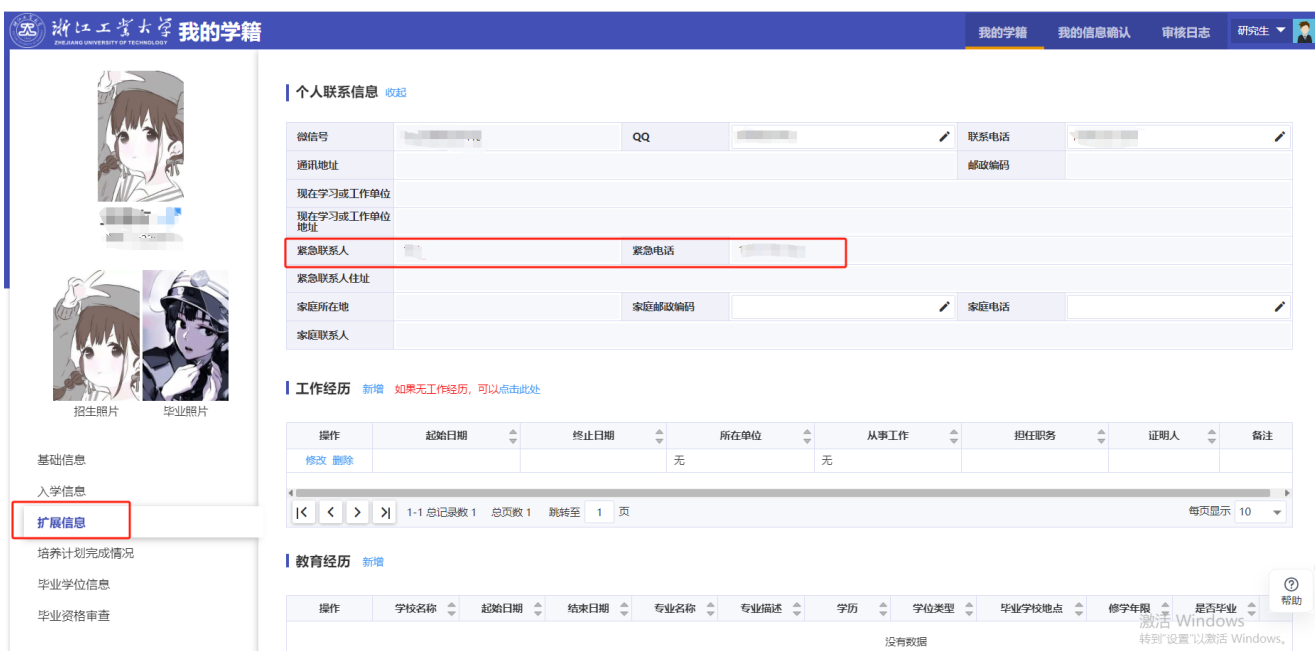 浙江工业大学 我的学籍 我的学籍 我的信息确认 审核日志 研究生
ZHEJIANG UNIVERSITY OF TECHNOLOGY
招生照片 毕业照片
基础信息
入学信息
扩展信息
培养计划完成情况
毕业学位信息
毕业资格审查
个人联系信息 收起
微信号 QQ 联系电话
通讯地址 邮政编码
现在学习或工作单位
现在学习或工作单位
地址
紧急联系人 紧急电话
紧急联系人住址
家庭所在地 家庭邮政编码 家庭电话
家庭联系人
工作经历 新增 如果无工作经历，可以点击此处
操作 起始日期 终止日期 所在单位 从事工作 担任职务 证明人 备注
修改 删除 无 无
1-1 总记录数 1 总页数 1 跳转至 1 页 每页显示 10
教育经历 新增
操作 学校名称 起始日期 结束日期 专业名称 专业描述 学历 学位类型 毕业学校地点 修学年限 是否毕业
没有数据
帮助
激活 Windows
转到"设置"以激活 Windows。